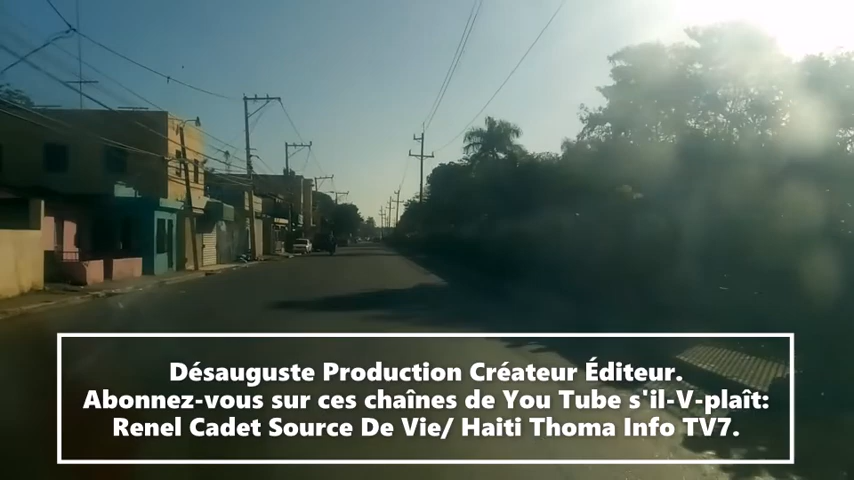 Désauguste Production Créateur Éditeur.
Abonnez-vous sur ces chaînes de You Tube s'il-V-plaît:
Renel Cadet Source De Vie/ Haiti Thoma Info TV7.